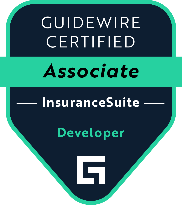 GUIDEWIRE
CERTIFIED
Associate
InsuranceSuite
Developer